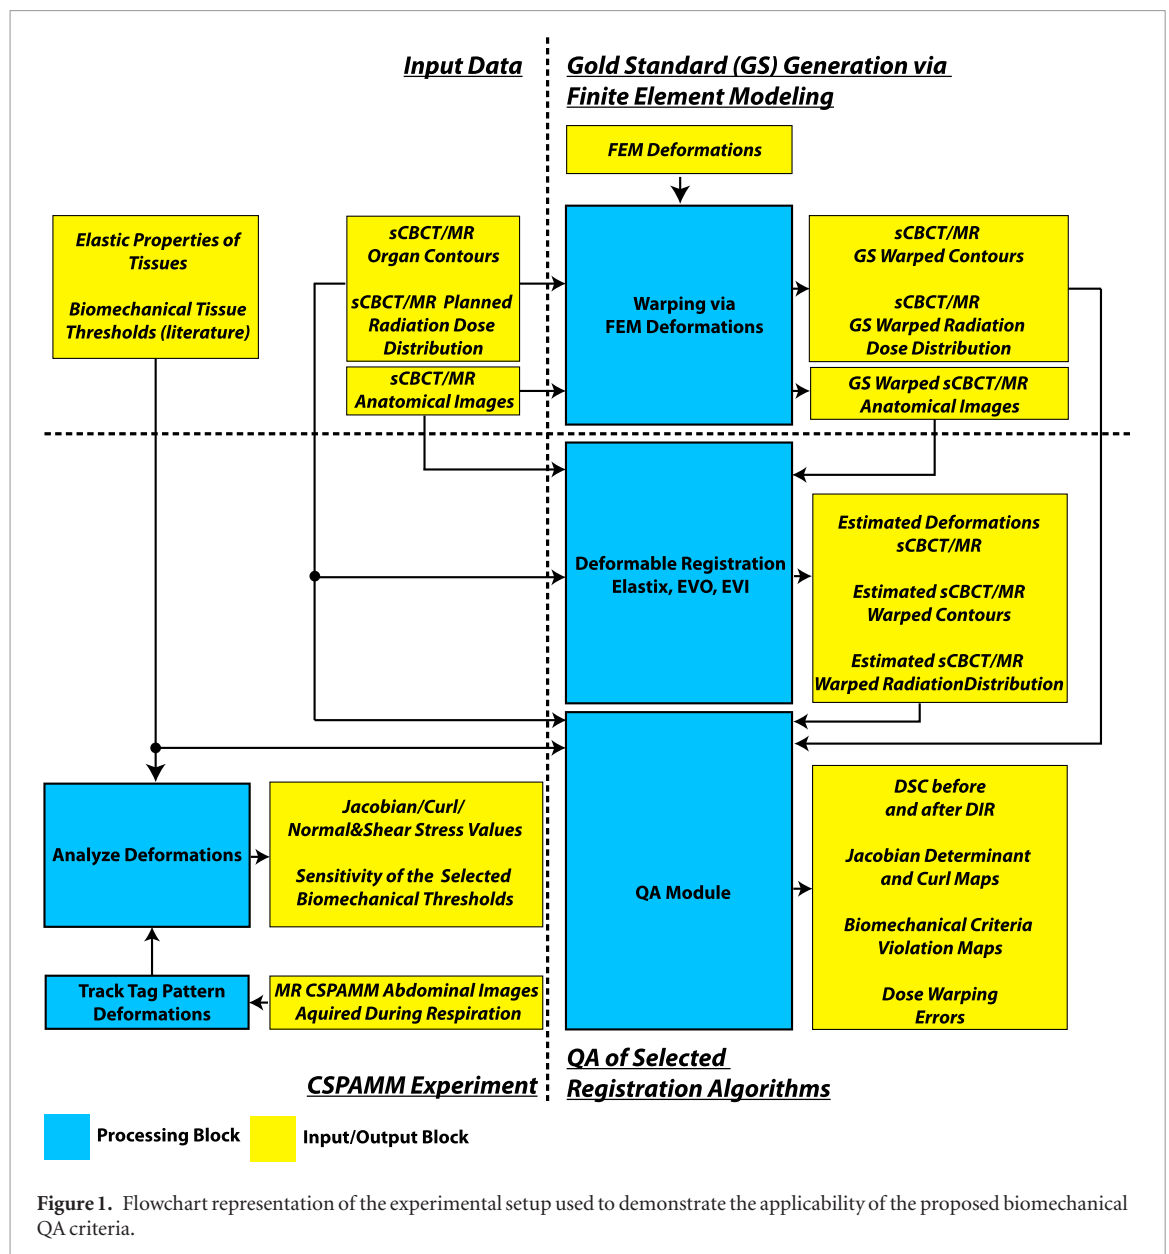 Input Data
Gold Standard (GS) Generation via
Finite Element Modeling
FEM Deformations
Elastic Properties of
Tissues
Biomechanical Tissue
Thresholds (literature)
sCBCT/MR
Organ Contours
sCBCT/MR Planned
Radiation Dose
Distribution
sCBCT/MR
Anatomical Images
Warping via
FEM Deformations
sCBCT/MR
GS Warped Contours
sCBCT/MR
GS Warped Radiation
Dose Distribution
GS Warped sCBCT/MR
Anatomical Images
Deformable Registration
Elastix, EVO, EVI
Estimated Deformations
sCBCT/MR
Estimated sCBCT/MR
Warped Contours
Estimated sCBCT/MR
Warped RadiationDistribution
Analyze Deformations
Jacobian/Curl/
Normal&Shear Stress Values
Sensitivity of the Selected
Biomechanical Thresholds
QA Module
DSC before
and after DIR
Jacobian Determinant
and Curl Maps
Biomechanical Criteria
Violation Maps
Dose Warping
Errors
Track Tag Pattern
Deformations
MR CSPAMM Abdominal Images
Aquired During Respiration
CSPAMM Experiment
QA of Selected
Registration Algorithms
Processing Block
Input/Output Block
Figure 1. Flowchart representation of the experimental setup used to demonstrate the applicability of the proposed biomechanical
QA criteria.